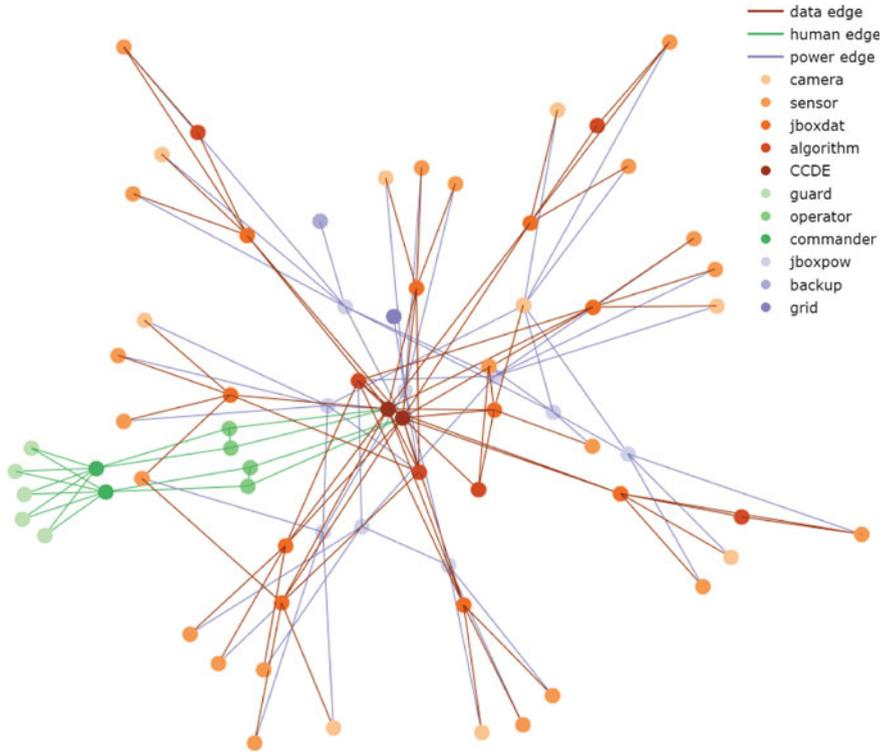 data edge
human edge
power edge
camera
sensor
jboxdat
algorithm
CCDE
guard
operator
commander
jboxpow
backup
grid